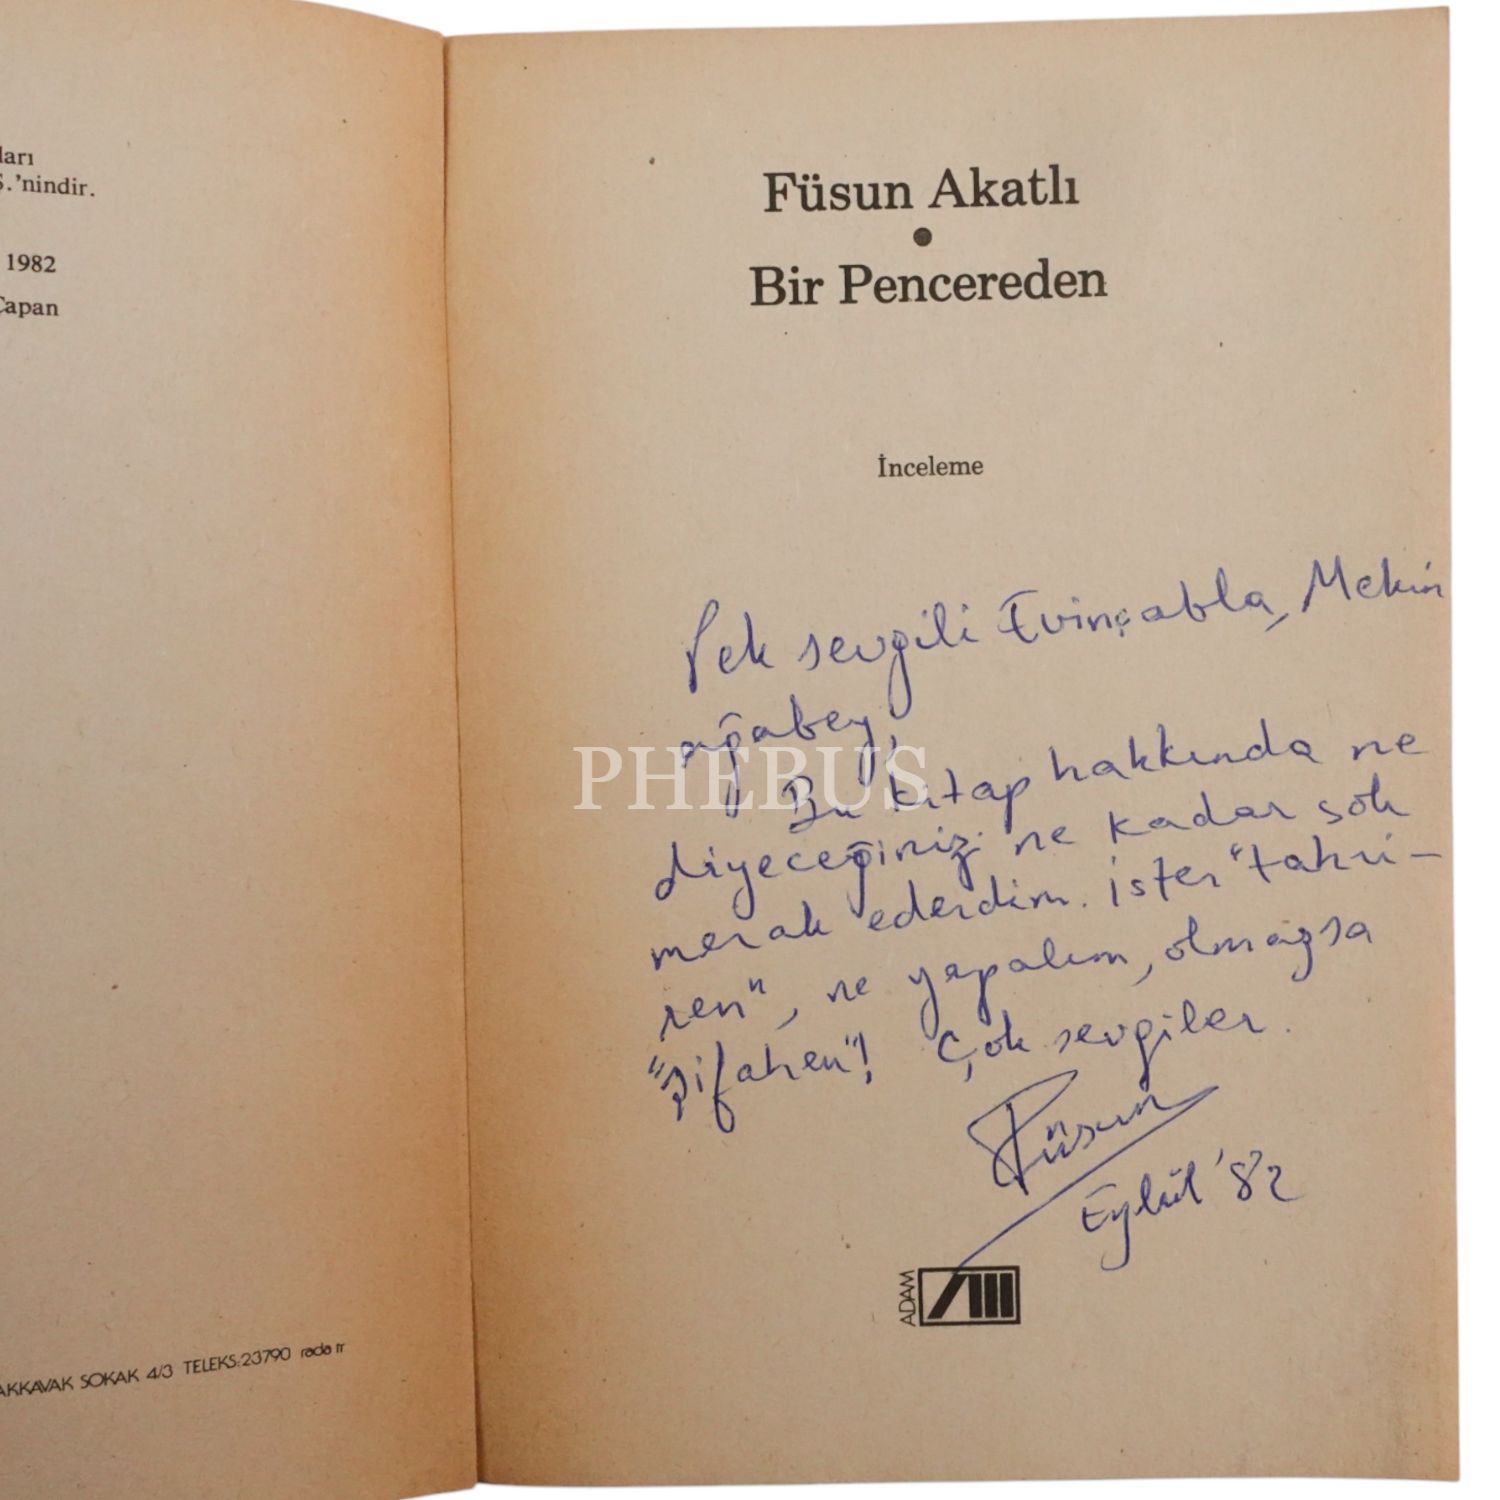 ları
Ş.'nindir.
1982
Çapan
AKKAVAK SOKAK 4/3 TELEKS:23790 rada tr
Füsun Akatlı
Bir Pencereden
İnceleme
Pek sevgili Evinçabla, Mekin
ağabey,
Bu kitap hakkında ne
diyeceğinizi ne kadar çok
merak ederdim. İster "tahri-
ren", ne yapalım, olmazsa
"şifahen"! Çok sevgiler.
Füsun
Eylül '82
ADAM
PHEBUS